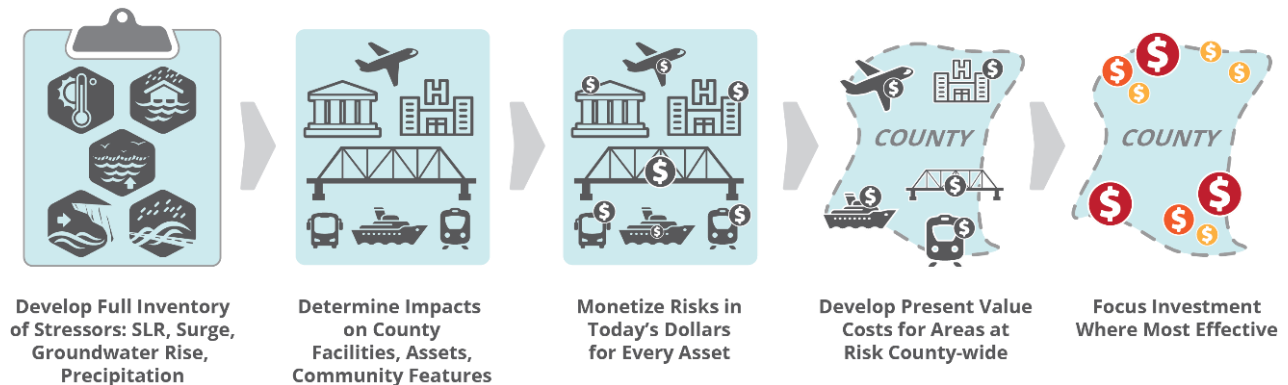 COUNTY
COUNTY
Develop Full Inventory
of Stressors: SLR, Surge,
Groundwater Rise,
Precipitation
Determine Impacts
on County
Facilities, Assets,
Community Features
Monetize Risks in
Today's Dollars
for Every Asset
Develop Present Value
Costs for Areas at
Risk County-wide
Focus Investment
Where Most Effective
H
$
$
$
$
H
$
$
$
$
H
$
$
$
$
$
$
$
$
$
$
$
$
$
$